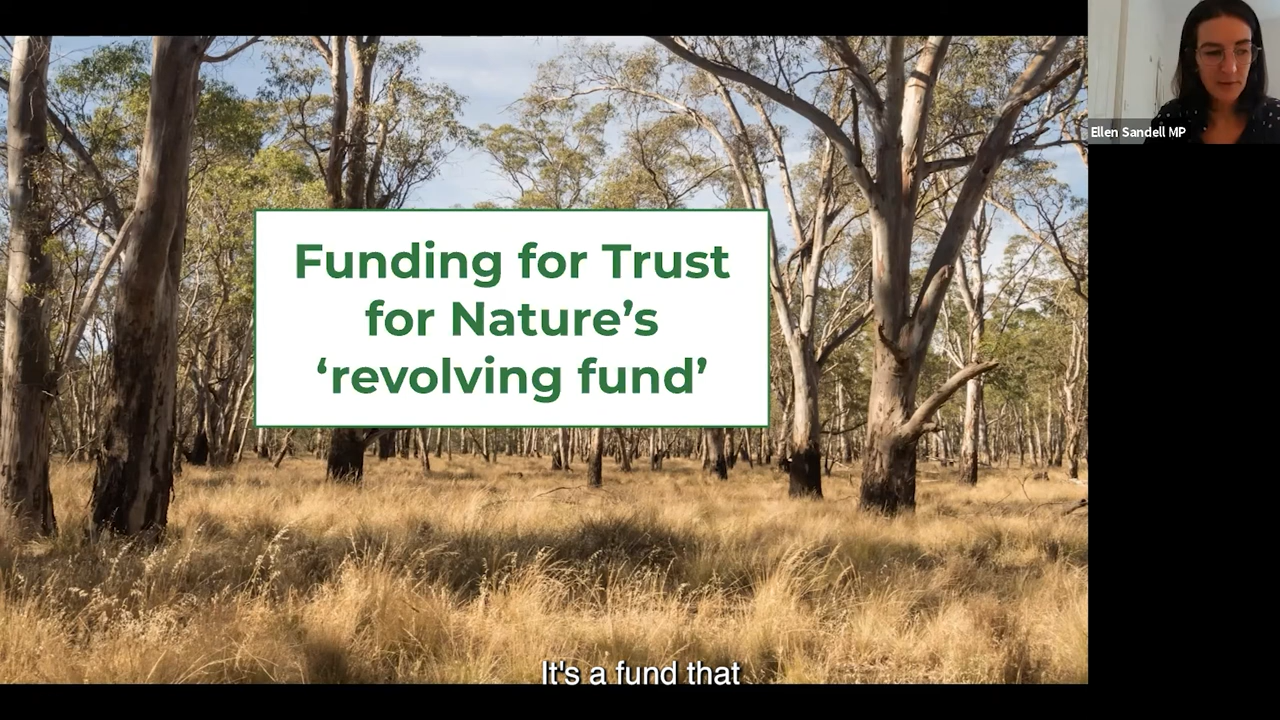 Ellen Sandell MP
Funding for Trust
for Nature’s
‘revolving fund’
It's a fund that